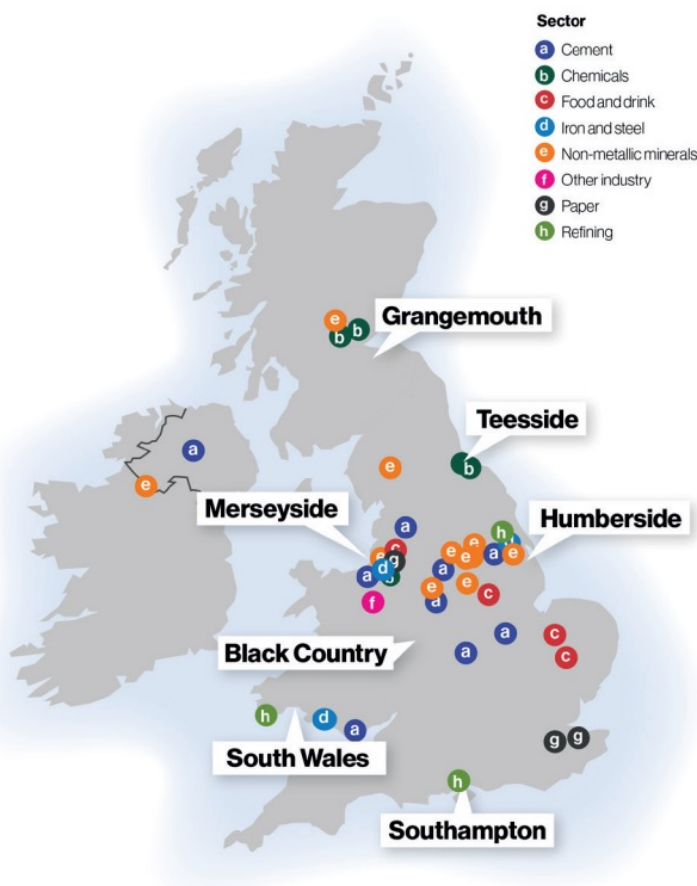 Sector
a Cement
b Chemicals
c Food and drink
d Iron and steel
e Non-metallic minerals
f Other industry
g Paper
h Refining
e
b b
Grangemouth
Teesside
a
e
b
e
Merseyside
a
h
Humberside
c
e
e
e
e
a
e
g
d
a
a
b
e
e
c
f
a
a
c
Black Country
a
c
h
d
a
g g
South Wales
h
Southampton